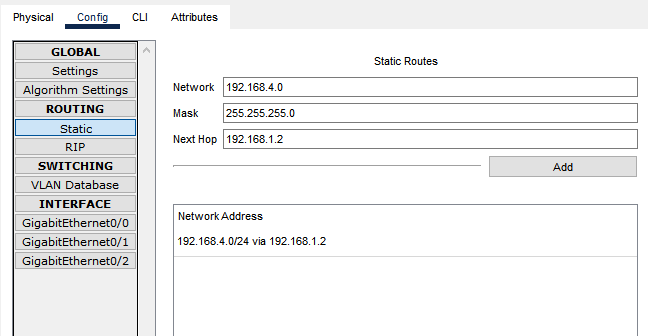 Physical Config CLI Attributes
GLOBAL
Settings
Algorithm Settings
ROUTING
Static
RIP
SWITCHING
VLAN Database
INTERFACE
GigabitEthernet0/0
GigabitEthernet0/1
GigabitEthernet0/2
Static Routes
Network 192.168.4.0
Mask 255.255.255.0
Next Hop 192.168.1.2
Add
Network Address
192.168.4.0/24 via 192.168.1.2